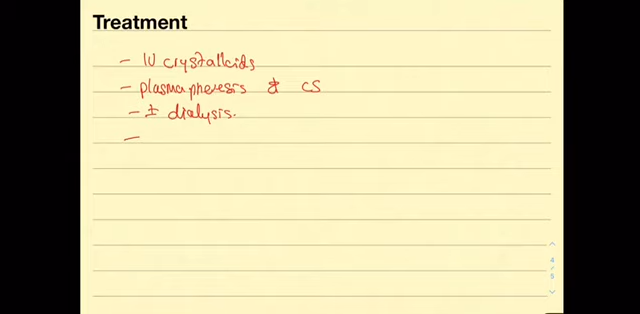 Treatment
- IV crystalloids
- plasmapheresis & CS
- ± dialysis.
-
4
/
5